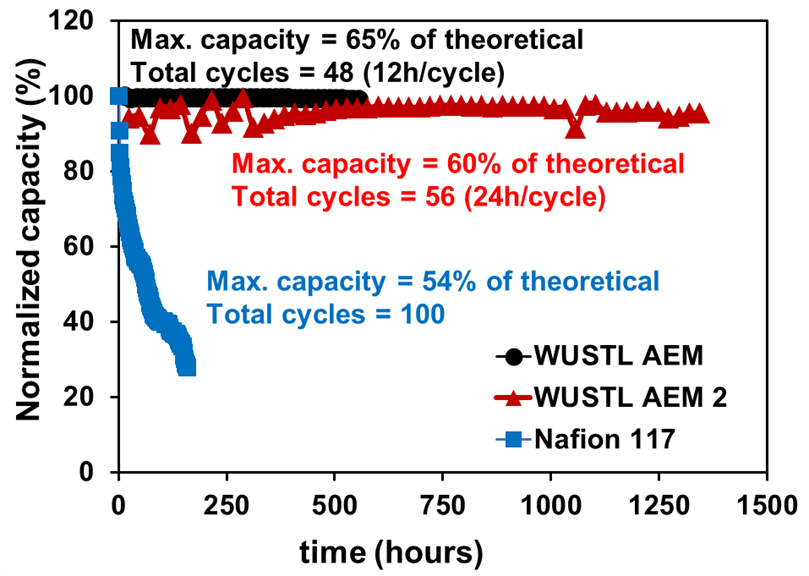 120
100
80
60
40
20
0
Normalized capacity (%)
Max. capacity = 65% of theoretical
Total cycles = 48 (12h/cycle)
Max. capacity = 60% of theoretical
Total cycles = 56 (24h/cycle)
Max. capacity = 54% of theoretical
Total cycles = 100
WUSTL AEM
WUSTL AEM 2
Nafion 117
0 250 500 750 1000 1250 1500
time (hours)